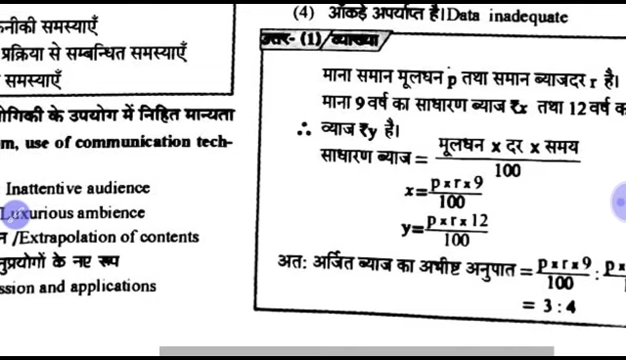 नीकी समस्याएँ
प्रक्रिया से सम्बन्धित समस्याएँ
समस्याएँ
के उपयोग में निहित मान्यता
use of communication tech-
Inattentive audience
Luxurious ambience
/Extrapolation of contents
के नए रूप
and applications
(4) आँकड़े अपर्याप्त है।Data inadequate
उत्तर- (1)/व्याख्या
माना समान मूलधन p तथा समान ब्याजदर r है।
माना 9 वर्ष का साधारण ब्याज ₹x तथा 12 वर्ष
∴ व्याज ₹y है।
साधारण ब्याज = मूलधन x दर x समय
100
x= p x r x 9
100
y= p x r x 12
100
अतः अर्जित ब्याज का अभीष्ट अनुपात = p x r x 9 : p x
100
= 3 : 4